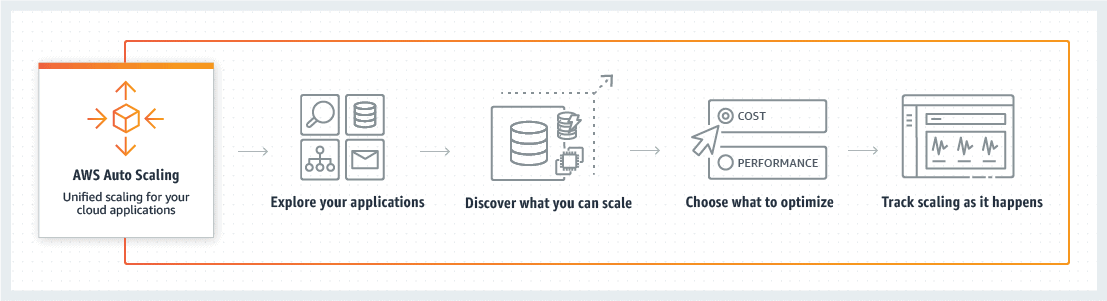 AWS Auto Scaling
Unified scaling for your
cloud applications
Explore your applications
Discover what you can scale
COST
PERFORMANCE
Choose what to optimize
Track scaling as it happens